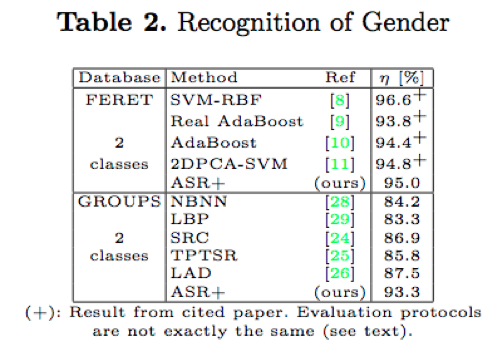 Table 2. Recognition of Gender
Database Method Ref η [%]
FERET SVM-RBF [8] 96.6+
Real AdaBoost [9] 93.8+
2 AdaBoost [10] 94.4+
classes 2DPCA-SVM [11] 94.8+
ASR+ (ours) 95.0
GROUPS NBNN [28] 84.2
LBP [29] 83.3
2 SRC [24] 86.9
classes TPTSR [25] 85.8
LAD [26] 87.5
ASR+ (ours) 93.3
(+): Result from cited paper. Evaluation protocols
are not exactly the same (see text).